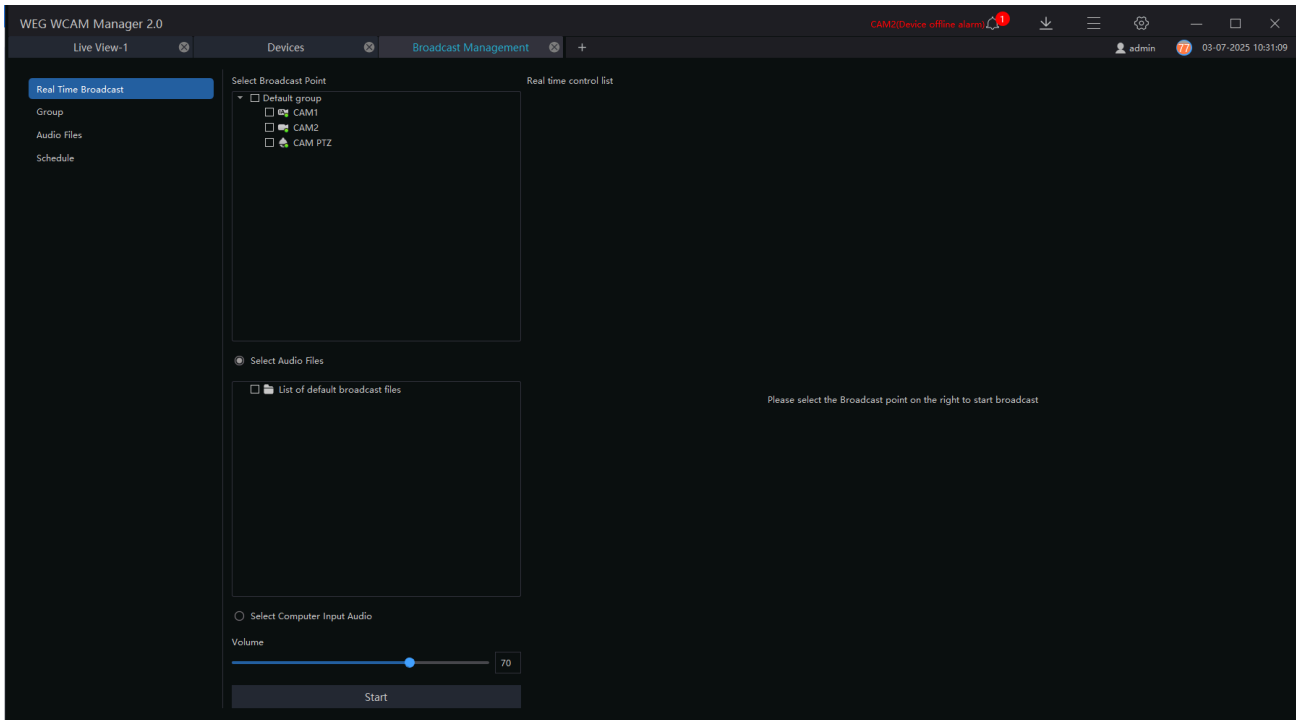 WEG WCAM Manager 2.0
CAM2(Device offline alarm) 1
Live View-1
Devices
Broadcast Management
+
admin
77
03-07-2025 10:31:09
Real Time Broadcast
Group
Audio Files
Schedule
Select Broadcast Point
Default group
CAM1
CAM2
CAM PTZ
Select Audio Files
List of default broadcast files
Select Computer Input Audio
Volume
70
Start
Real time control list
Please select the Broadcast point on the right to start broadcast